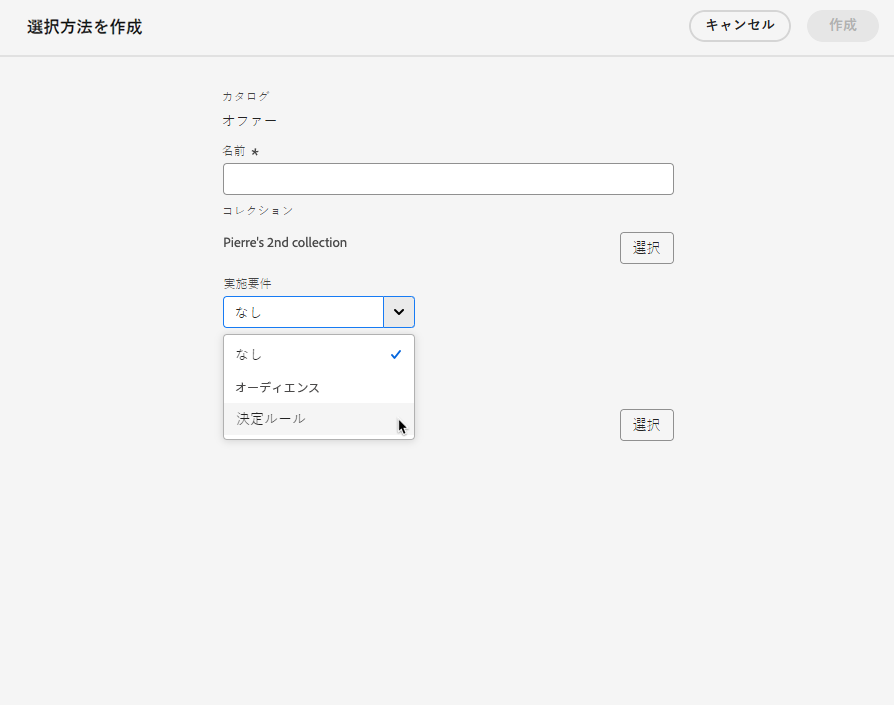 選択方法を作成
キャンセル
作成
カタログ
オファー
名前 *
コレクション
Pierre's 2nd collection
選択
実施要件
なし
なし
オーディエンス
決定ルール
選択